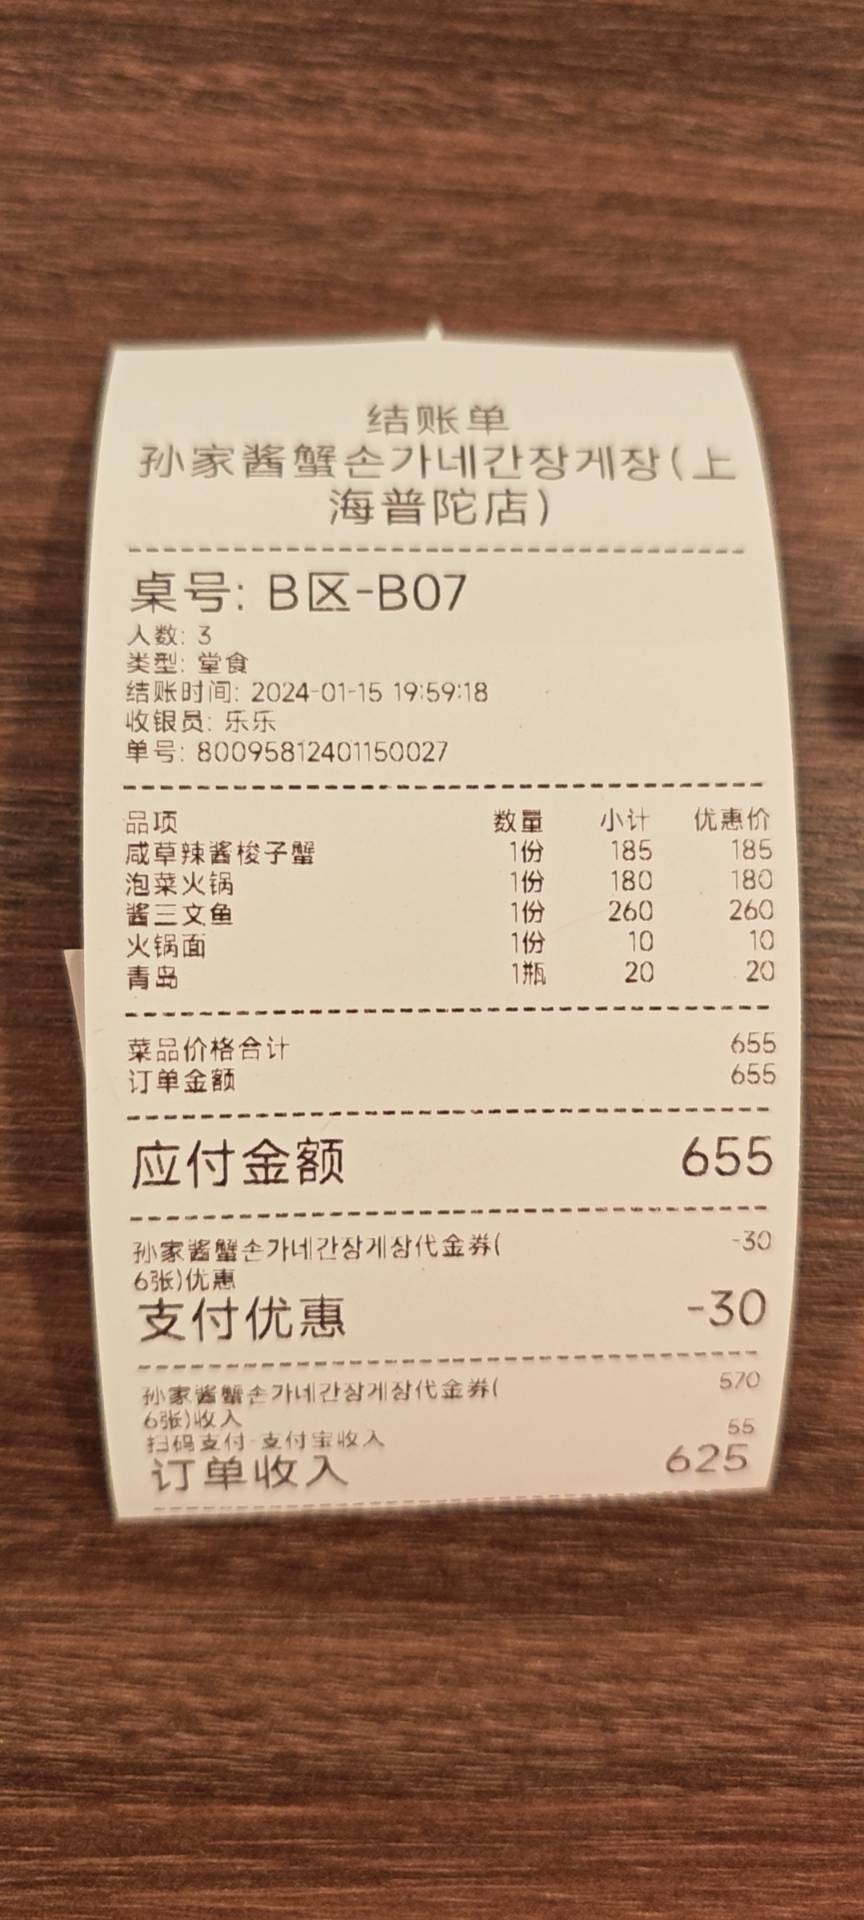 结账单
孙家酱蟹손가네간장게장(上
海普陀店)
桌号: B区-B07
人数: 3
类型: 堂食
结账时间: 2024-01-15 19:59:18
收银员: 乐乐
单号: 80095812401150027
品项 数量 小计 优惠价
咸草辣酱梭子蟹 1份 185 185
泡菜火锅 1份 180 180
酱三文鱼 1份 260 260
火锅面 1份 10 10
青岛 1瓶 20 20
菜品价格合计 655
订单金额 655
应付金额 655
孙家酱蟹손가네간장게장代金券( -30
6张)优惠
支付优惠 -30
孙家酱蟹손가네간장게장代金券( 570
6张)收入
扫码支付-支付宝收入 55
订单收入 625